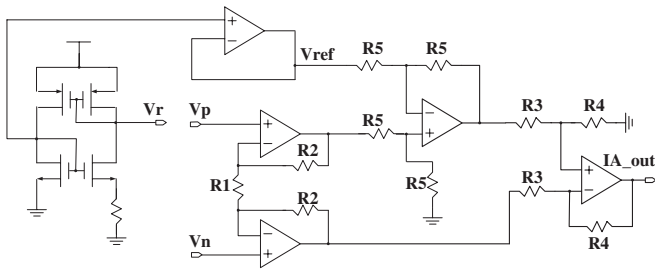 Vref
R5
R5
Vr
Vp
R5
R3
R4
R2
IA_out
R1
R5
R3
R2
R4
Vn
+
−
+
−
−
+
−
+
+
−
−
+